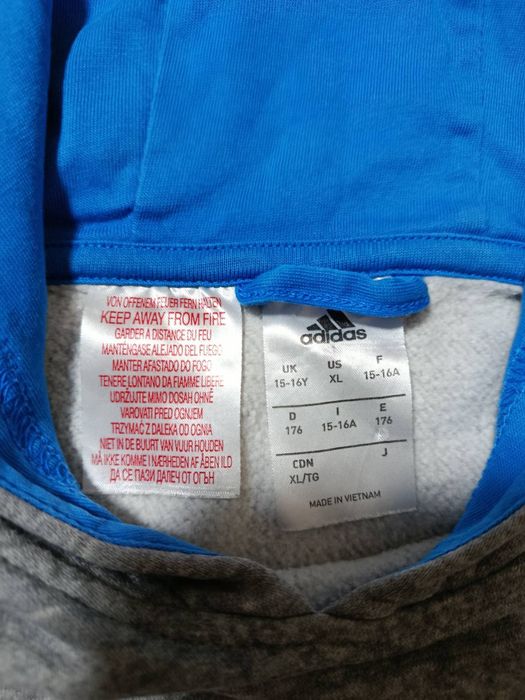 VON OFFENEM FEUER FERN HALTEN
KEEP AWAY FROM FIRE
GARDER A DISTANCE DU FEU
MANTÉNGASE ALEJADO DEL FUEGO
MANTER AFASTADO DO FOGO
TENERE LONTANO DA FIAMME LIBERE
UDRŽUJTE MIMO DOSAH OHNĚ
VAROVATI PRED OGNJEM
TRZYMAĆ Z DALEKA OD OGNIA
NIET IN DE BUURT VAN VUUR HOUDEN
MÅ IKKE KOMME I NÆRHEDEN AF ÅBEN ILD
ДА СЕ ПАЗИ ДАЛЕЧ ОТ ОГЪН
adidas
UK US F
15-16Y XL 15-16A
D I E
176 15-16A 176
CDN J
XL/TG
MADE IN VIETNAM